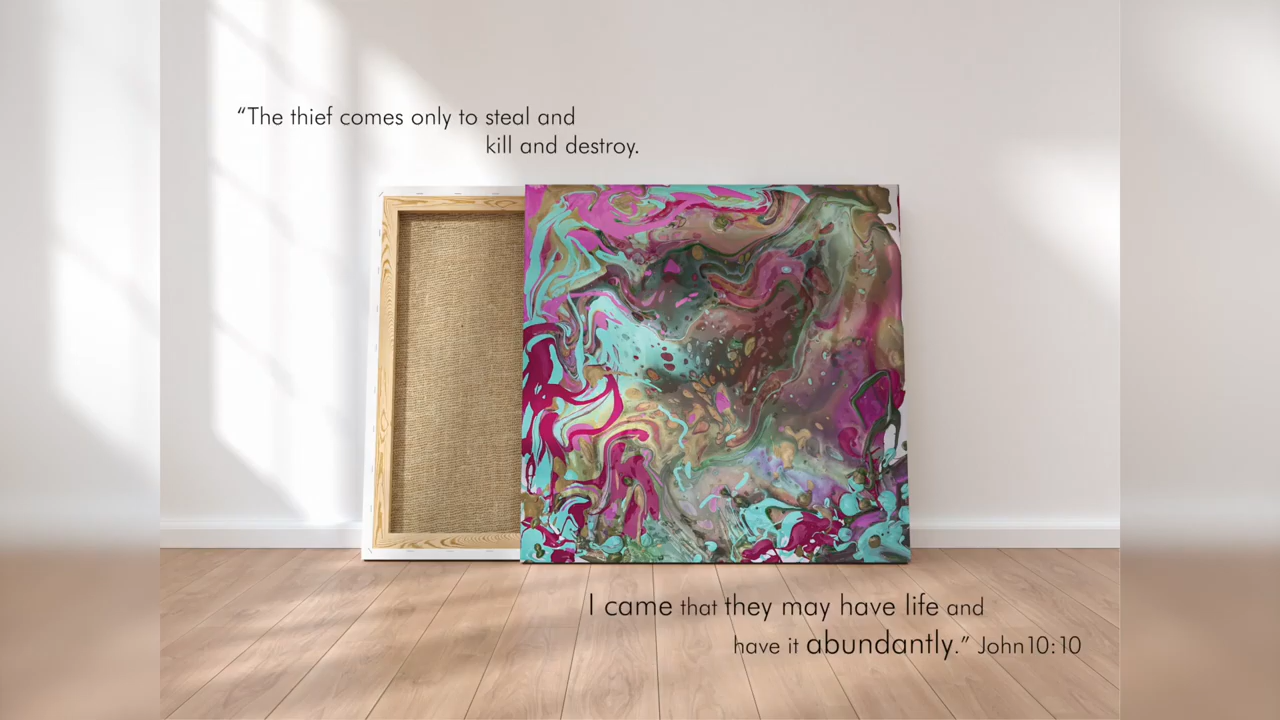 “The thief comes only to steal and
kill and destroy.
I came that they may have life and
have it abundantly.” John10:10